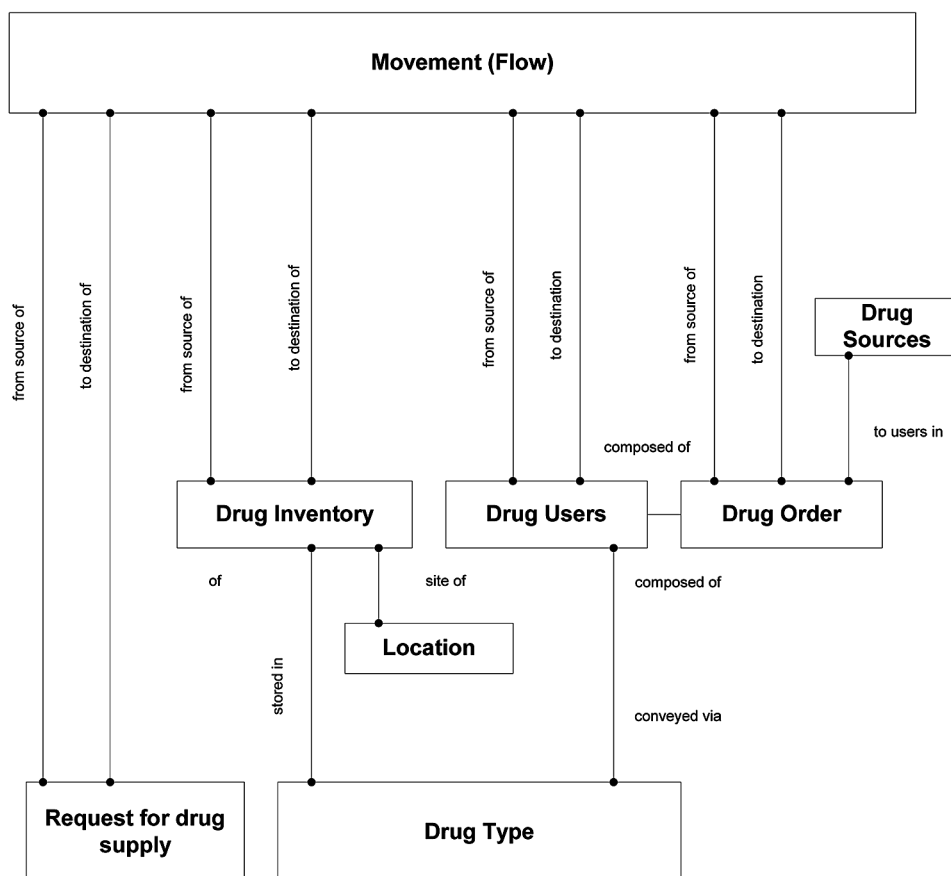 Movement (Flow)
from source of
to destination of
from source of
to destination of
from source of
to destination
from source of
to destination
Drug
Sources
to users in
composed of
Drug Inventory
Drug Users
Drug Order
of
site of
composed of
Location
stored in
conveyed via
Request for drug
supply
Drug Type